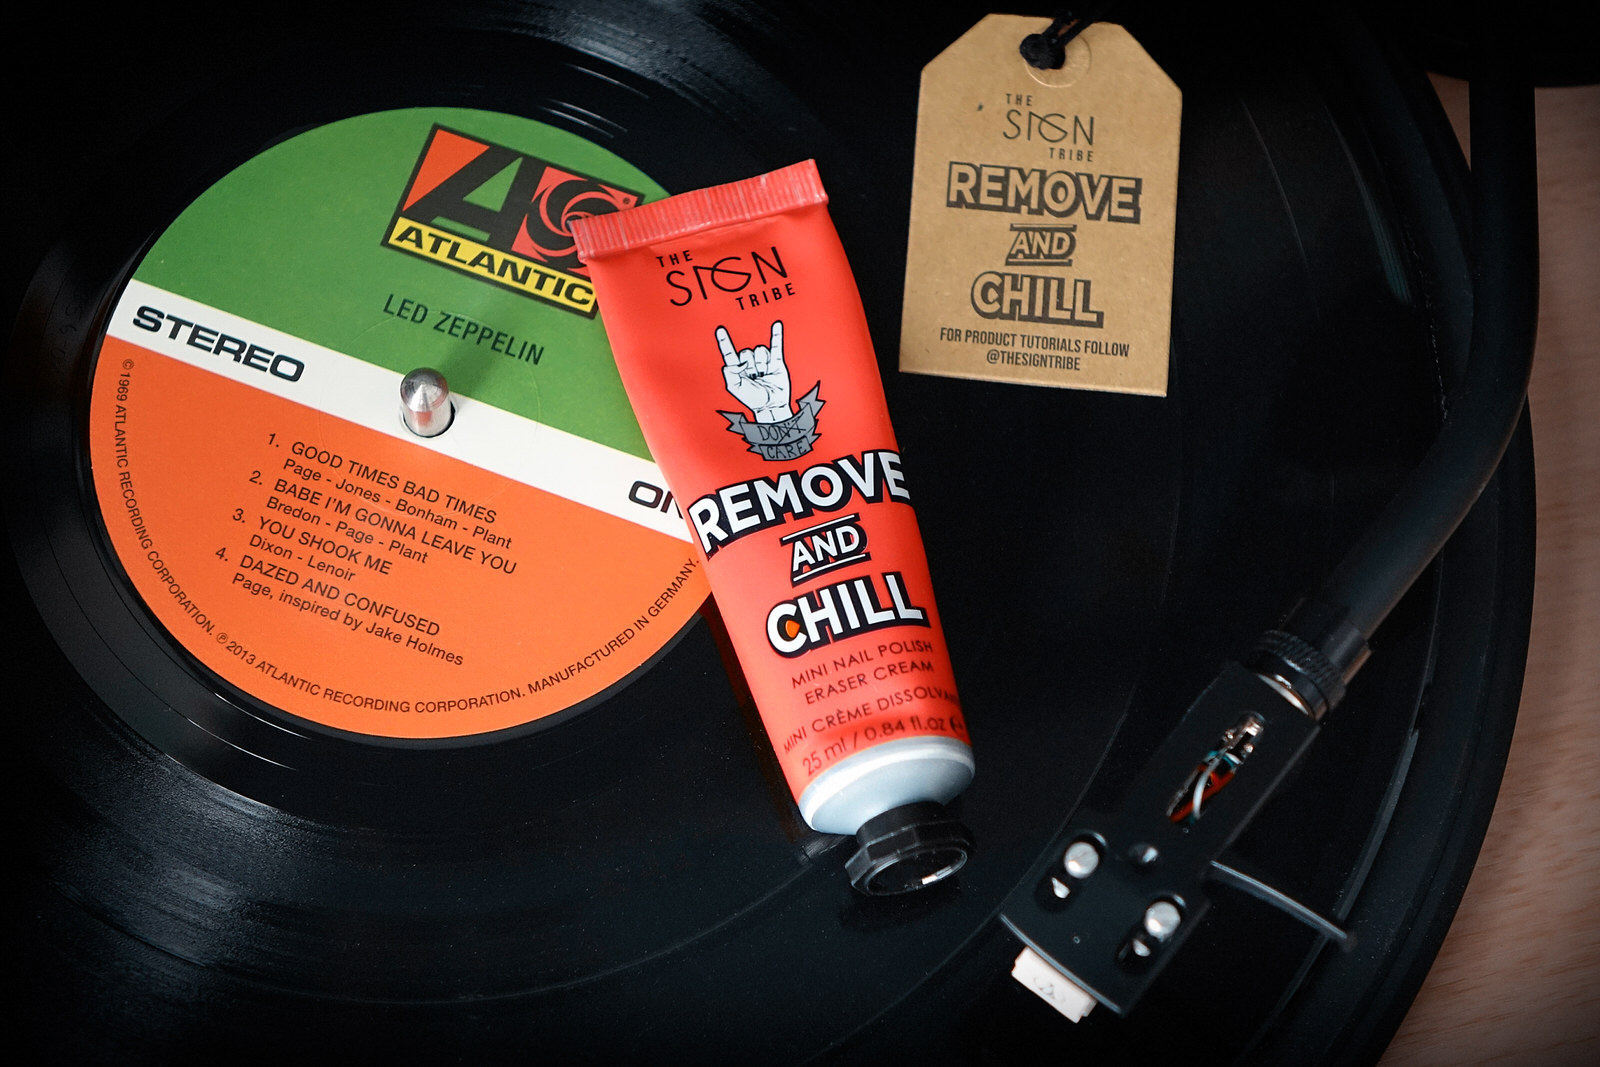 ATLANTIC
LED ZEPPELIN
STEREO
1. GOOD TIMES BAD TIMES
Page - Jones - Bonham - Plant
2. BABE I'M GONNA LEAVE YOU
Bredon - Page - Plant
3. YOU SHOOK ME
Dixon - Lenoir
4. DAZED AND CONFUSED
Page, inspired by Jake Holmes
©1969 ATLANTIC RECORDING CORPORATION. ℗2013 ATLANTIC RECORDING CORPORATION. MANUFACTURED IN GERMANY.
THE
SIGN
TRIBE
DON'T
CARE
REMOVE
AND
CHILL
MINI NAIL POLISH
ERASER CREAM
MINI CRÈME
25 ml / 0.84 fl.oz
THE
SIGN
TRIBE
REMOVE
AND
CHILL
FOR PRODUCT TUTORIALS FOLLOW
@THESIGNTRIBE